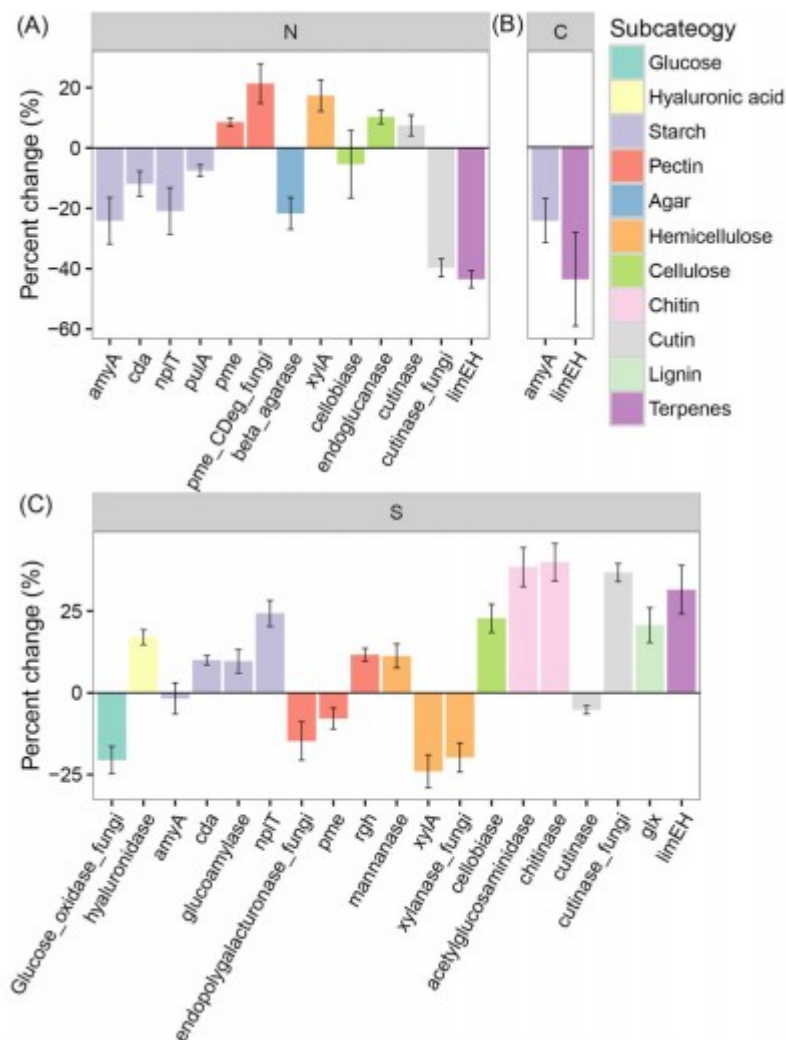 (A)
N
(B)
C
Subcateogy
Glucose
Hyaluronic acid
Starch
Pectin
Agar
Hemicellulose
Cellulose
Chitin
Cutin
Lignin
Terpenes
Percent change (%)
20
0
−20
−40
−60
amyA
cda
nplT
pulA
pme
pme_CDeg_fungi
beta_agarase
xylA
cellobiase
endoglucanase
cutinase
cutinase_fungi
limEH
amyA
limEH
(C)
S
Percent change (%)
25
0
−25
Glucose_oxidase_fungi
hyaluronidase
amyA
cda
glucoamylase
nplT
endopolygalacturonase_fungi
pme
rgh
mannanase
xylA
xylanase_fungi
cellobiase
acetylglucosaminidase
chitinase
cutinase
cutinase_fungi
glx
limEH